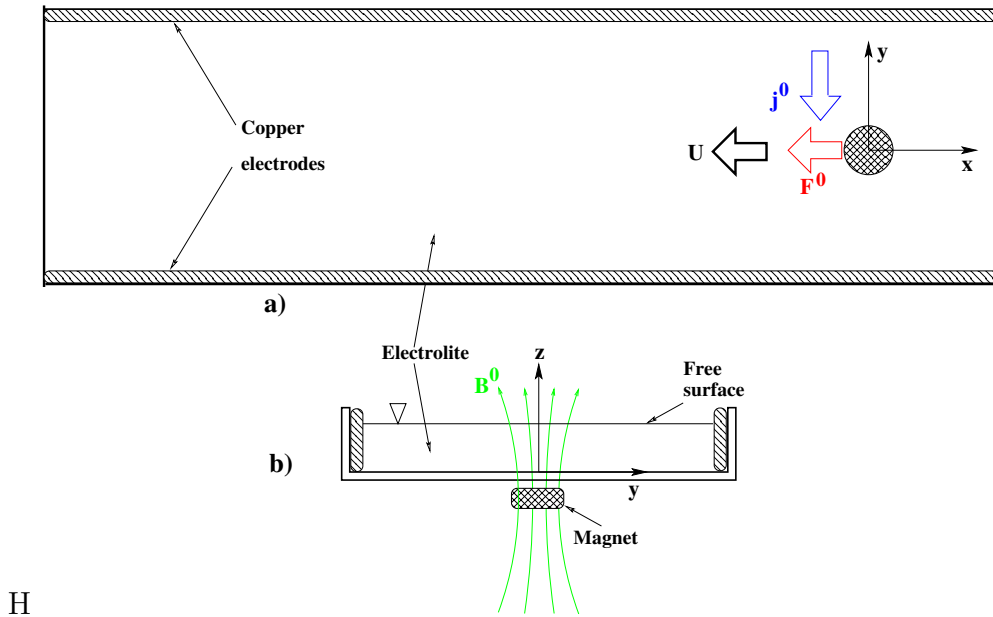 y
j⁰
Copper
electrodes
U
F⁰
x
a)
Electrolite
z
B⁰
Free
surface
b)
y
Magnet
H